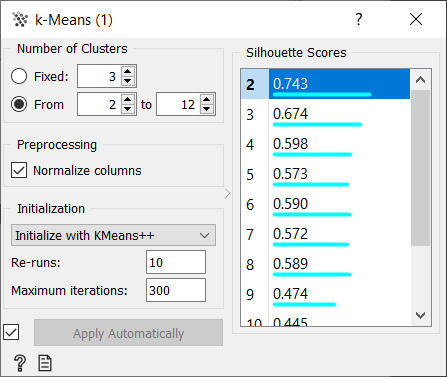 k-Means (1)
?
Number of Clusters
Fixed: 3
From 2 to 12
Preprocessing
Normalize columns
Initialization
Initialize with KMeans++
Re-runs: 10
Maximum iterations: 300
Apply Automatically
?
Silhouette Scores
2 0.743
3 0.674
4 0.598
5 0.573
6 0.590
7 0.572
8 0.589
9 0.474
10 0.445